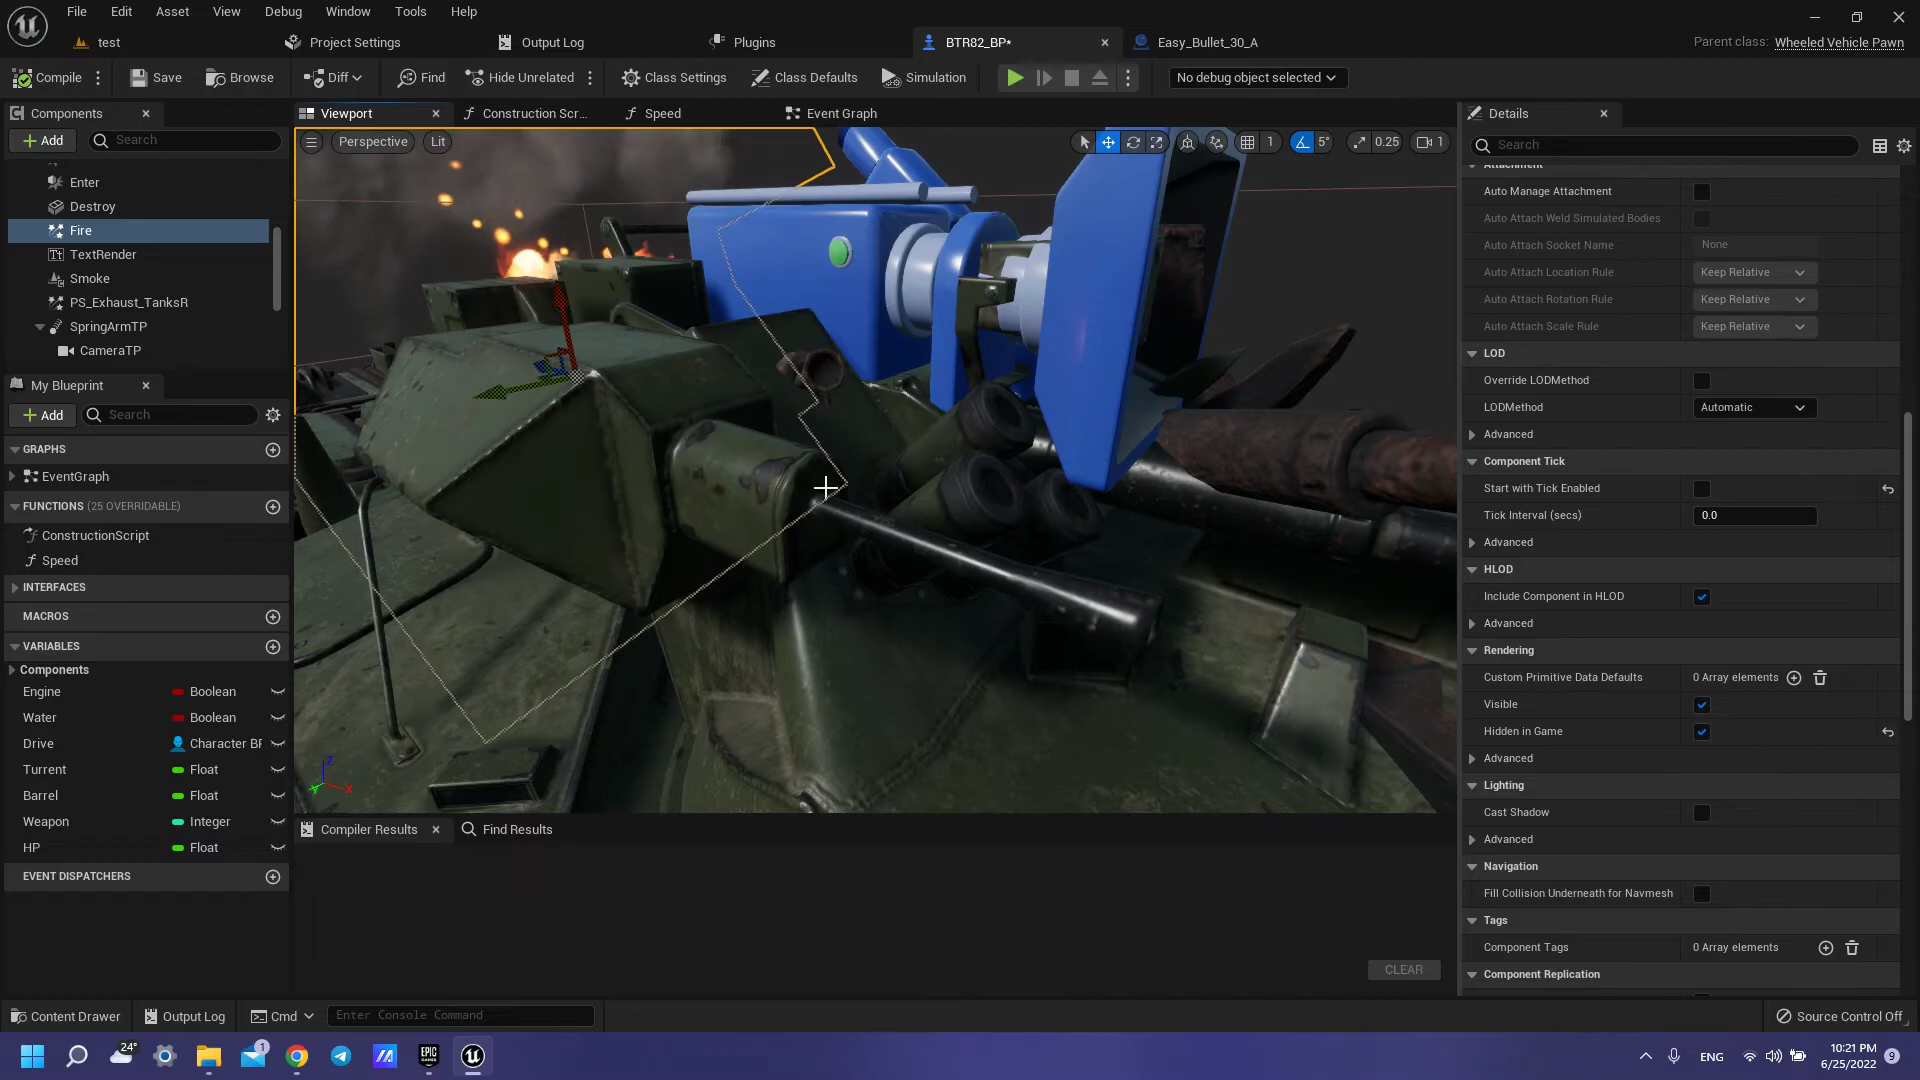 File Edit Asset View Debug Window Tools Help
test Project Settings Output Log Plugins BTR82_BP* Easy_Bullet_30_A
Parent class: Wheeled Vehicle Pawn
Compile Save Browse Diff Find Hide Unrelated Class Settings Class Defaults Simulation No debug object selected
Components
Viewport Construction Scr... Speed Event Graph
Details
Add Search
Perspective Lit 1 5° 0.25 1
Search
Enter
Destroy
Fire
TextRender
Smoke
PS_Exhaust_TanksR
SpringArmTP
CameraTP
My Blueprint
Add Search
GRAPHS
EventGraph
FUNCTIONS (25 OVERRIDABLE)
ConstructionScript
Speed
INTERFACES
MACROS
VARIABLES
Components
Engine Boolean
Water Boolean
Drive Character BF
Turrent Float
Barrel Float
Weapon Integer
HP Float
EVENT DISPATCHERS
Z
Y
X
Compiler Results Find Results
CLEAR
Attachment
Auto Manage Attachment
Auto Attach Weld Simulated Bodies
Auto Attach Socket Name None
Auto Attach Location Rule Keep Relative
Auto Attach Rotation Rule Keep Relative
Auto Attach Scale Rule Keep Relative
LOD
Override LODMethod
LODMethod Automatic
Advanced
Component Tick
Start with Tick Enabled
Tick Interval (secs) 0.0
Advanced
HLOD
Include Component in HLOD
Advanced
Rendering
Custom Primitive Data Defaults 0 Array elements
Visible
Hidden in Game
Advanced
Lighting
Cast Shadow
Advanced
Navigation
Fill Collision Underneath for Navmesh
Tags
Component Tags 0 Array elements
Component Replication
Content Drawer Output Log Cmd Enter Console Command Source Control Off
24° 1 EPIC GAMES ENG 10:21 PM
6/25/2022 9